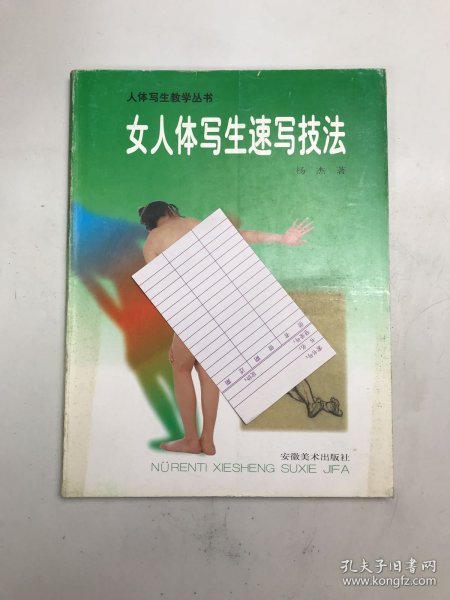 人体写生教学丛书
女人体写生速写技法
杨 杰 著
安徽美术出版社
NÜRENTI XIESHENG SUXIE JIFA
孔夫子旧书网
www.kongfz.com